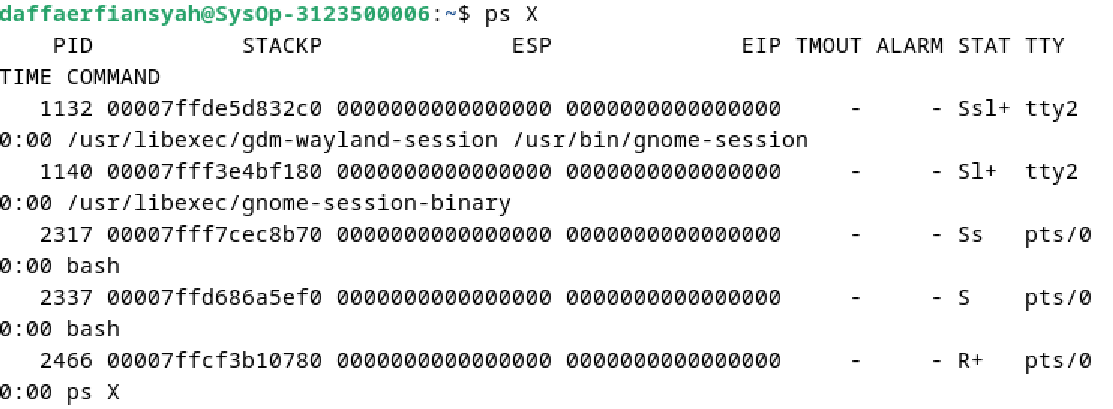 daffaerfiansyah@SysOp-3123500006:~$ ps X
PID STACKP ESP EIP TMOUT ALARM STAT TTY
TIME COMMAND
1132 00007ffde5d832c0 0000000000000000 0000000000000000 - - Ssl+ tty2
0:00 /usr/libexec/gdm-wayland-session /usr/bin/gnome-session
1140 00007fff3e4bf180 0000000000000000 0000000000000000 - - Sl+ tty2
0:00 /usr/libexec/gnome-session-binary
2317 00007fff7cec8b70 0000000000000000 0000000000000000 - - Ss pts/0
0:00 bash
2337 00007ffd686a5ef0 0000000000000000 0000000000000000 - - S pts/0
0:00 bash
2466 00007ffcf3b10780 0000000000000000 0000000000000000 - - R+ pts/0
0:00 ps X